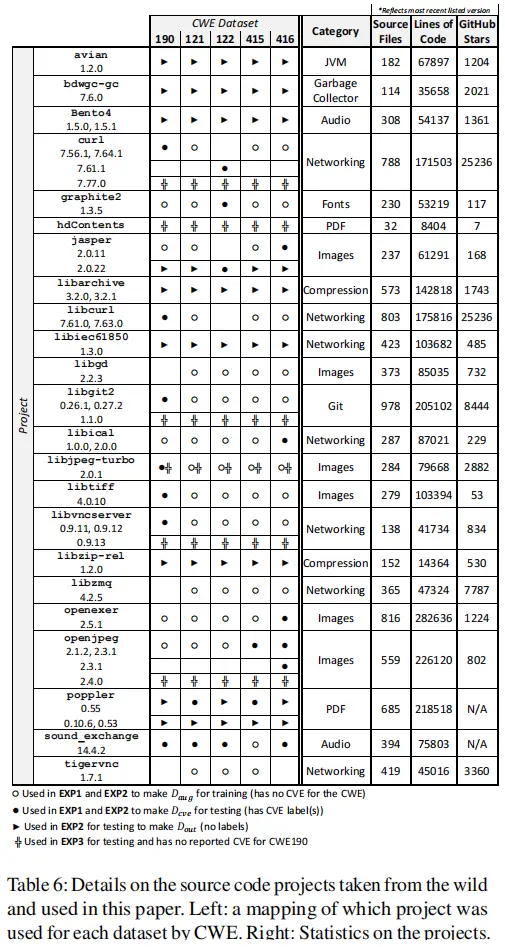 *Reflects most recent listed version
CWE Dataset Category Source Files Lines of Code GitHub Stars
190 121 122 415 416
Project
avian ► ► ► ► ► JVM 182 67897 1204
1.2.0
bdwgc-gc ► ► ► ► ► Garbage Collector 114 35658 2021
7.6.0
Bento4 ► ► ► ► ► Audio 308 54137 1361
1.5.0, 1.5.1
curl Networking 788 171503 25236
7.56.1, 7.64.1 ● ○ ○ ○
7.61.1 ●
7.77.0 ╬ ╬ ╬ ╬ ╬
graphite2 ○ ○ ● ○ ○ Fonts 230 53219 117
1.3.5
hdContents ╬ ╬ ╬ ╬ ╬ PDF 32 8404 7
jasper Images 237 61291 168
2.0.11 ○ ○ ○ ●
2.0.22 ► ► ● ► ►
libarchive ► ► ► ► ► Compression 573 142818 1743
3.2.0, 3.2.1
libcurl ● ○ ○ ○ Networking 803 175816 25236
7.61.0, 7.63.0
libiec61850 ► ► ► ► ► Networking 423 103682 485
1.3.0
libgd ○ ○ ○ ○ Images 373 85035 732
2.2.3
libgit2 Git 978 205102 8444
0.26.1, 0.27.2 ● ○ ○ ○ ○
1.1.0 ╬ ╬ ╬ ╬ ╬
libical ○ ○ ○ ○ ● Networking 287 87021 229
1.0.0, 2.0.0
libjpeg-turbo ●╬ ○╬ ○╬ ○╬ ○╬ Images 284 79668 2882
2.0.1
libtiff ● ○ ○ ○ ○ Images 279 103394 53
4.0.10
libvncserver Networking 138 41734 834
0.9.11, 0.9.12 ● ○ ○ ○ ○
0.9.13 ╬ ╬ ╬ ╬ ╬
libzip-rel ► ► ► ► ► Compression 152 14364 530
1.2.0
libzmq ○ ○ ○ ○ Networking 365 47324 7787
4.2.5
openexer ○ ○ ○ ○ ● Images 816 282636 1224
2.5.1
openjpeg Images 559 226120 802
2.1.2, 2.3.1 ○ ○ ○ ● ●
2.3.1 ●
2.4.0 ╬ ╬ ╬ ╬ ╬
poppler PDF 685 218518 N/A
0.55 ► ● ► ● ►
0.10.6, 0.53 ► ► ► ► ►
sound_exchange ● ● ● ○ ● Audio 394 75803 N/A
14.4.2
tigervnc ○ ○ ○ Networking 419 45016 3360
1.7.1
○ Used in EXP1 and EXP2 to make D_aug for training (has no CVE for the CWE)
● Used in EXP1 and EXP2 to make D_cve for testing (has CVE label(s))
► Used in EXP2 for testing to make D_out (no labels)
╬ Used in EXP3 for testing and has no reported CVE for CWE190
Table 6: Details on the source code projects taken from the wild
and used in this paper. Left: a mapping of which project was
used for each dataset by CWE. Right: Statistics on the projects.